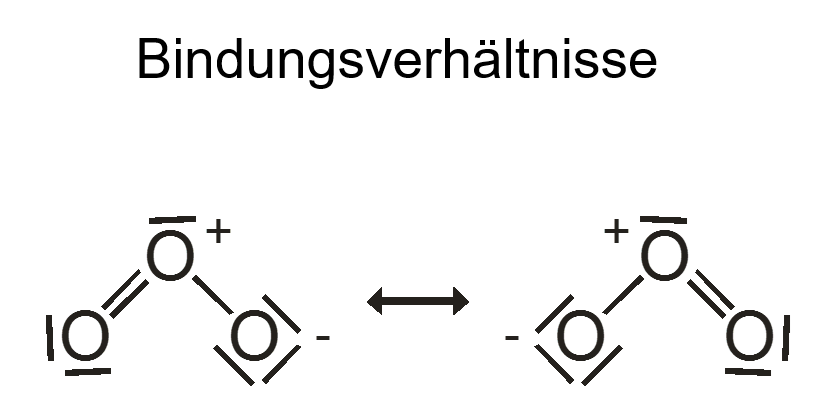 Bindungsverhältnisse
O + + O
O O - - O O